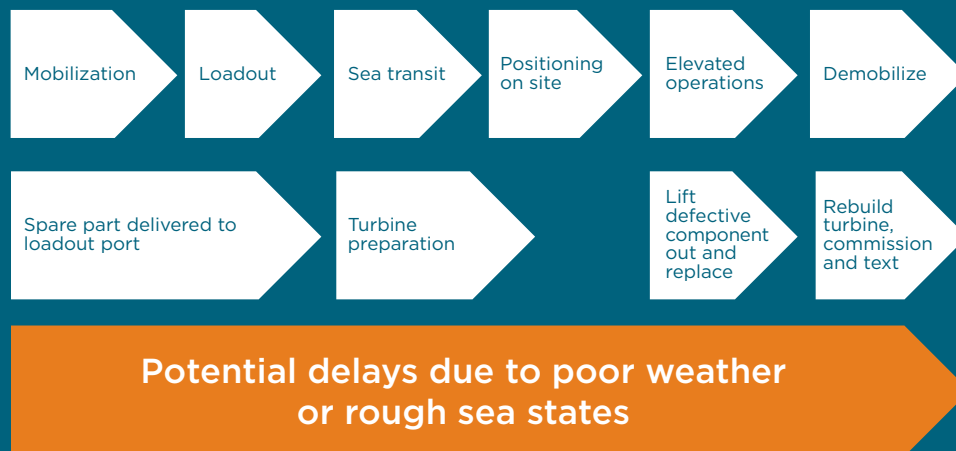 Mobilization
Loadout
Sea transit
Positioning
on site
Elevated
operations
Demobilize
Spare part delivered to
loadout port
Turbine
preparation
Lift
defective
component
out and
replace
Rebuild
turbine,
commission
and text
Potential delays due to poor weather
or rough sea states